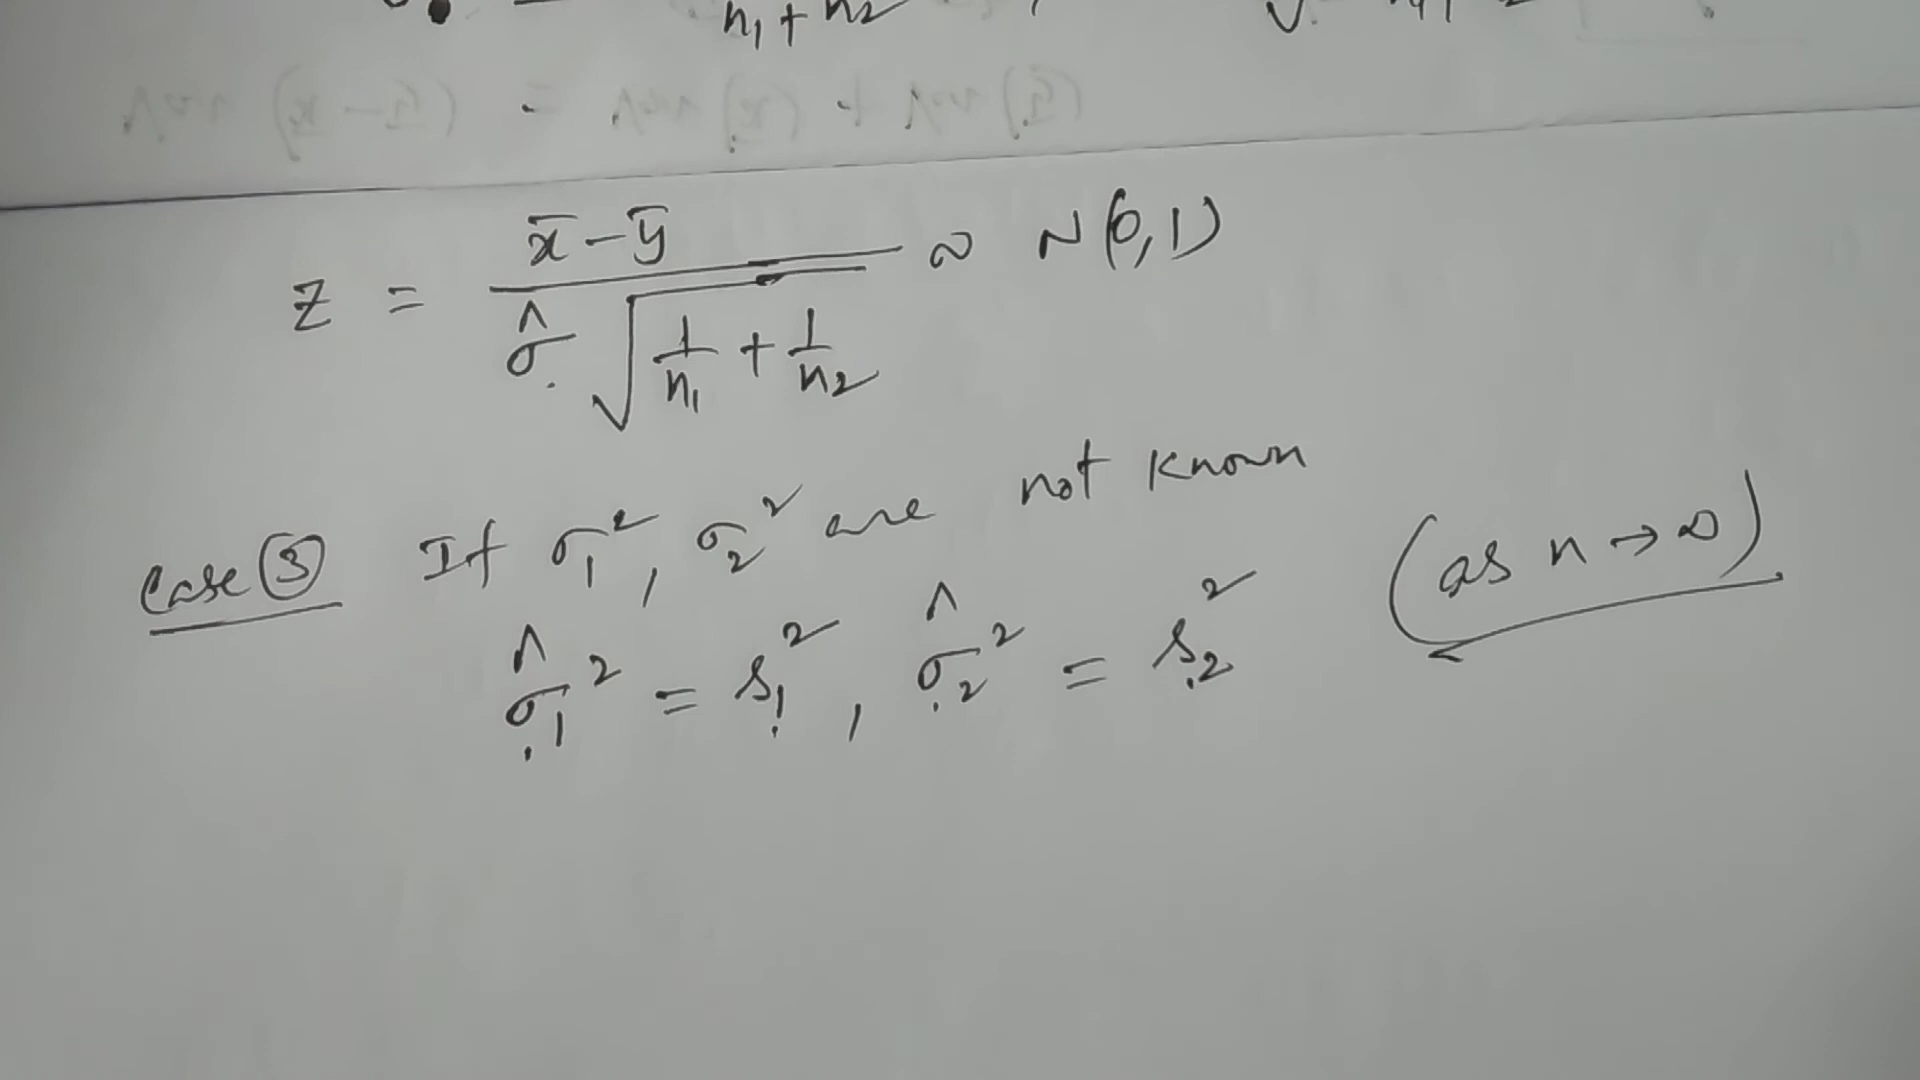 n₁ + n₂
z = (x̄ - ȳ) / (σ̂ √(1/n₁ + 1/n₂)) ~ N(0,1)
Case ③ If σ₁², σ₂² are not known
σ̂₁² = s₁², σ̂₂² = s₂² (as n → ∞)